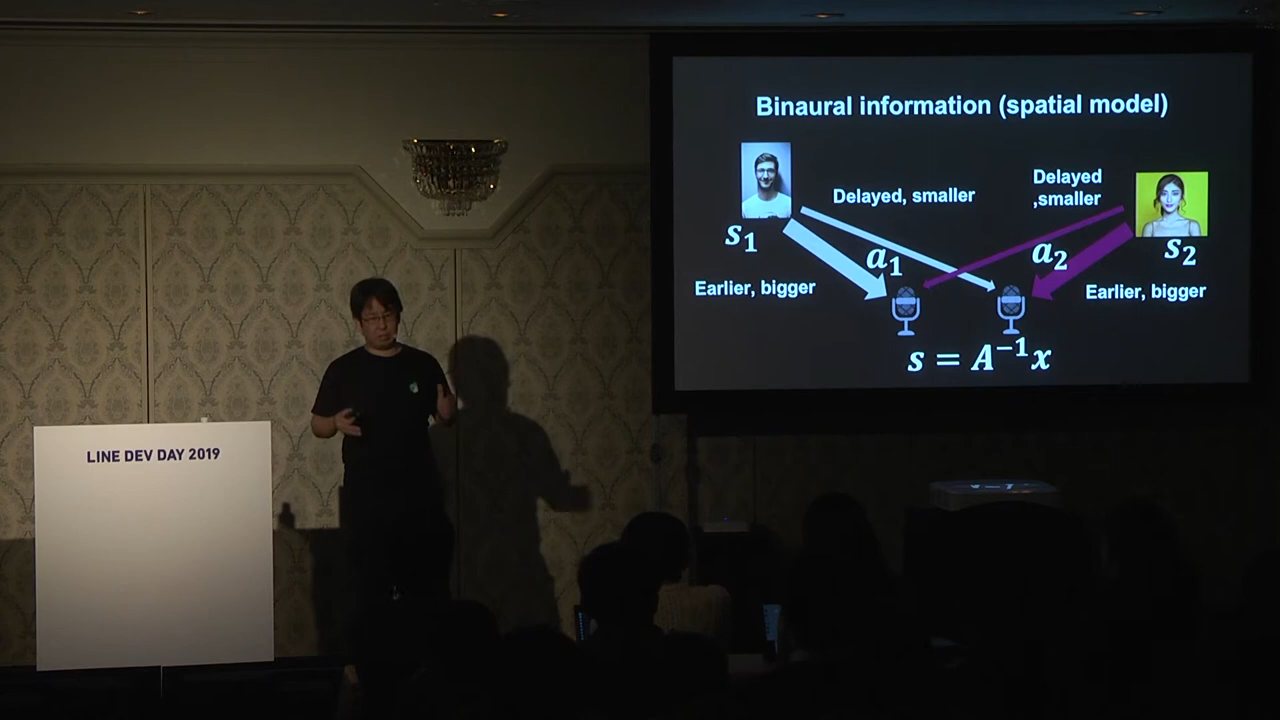 LINE DEV DAY 2019
Binaural information (spatial model)
Delayed, smaller
Delayed
,smaller
s₁
a₁
a₂
s₂
Earlier, bigger
Earlier, bigger
s = A⁻¹x